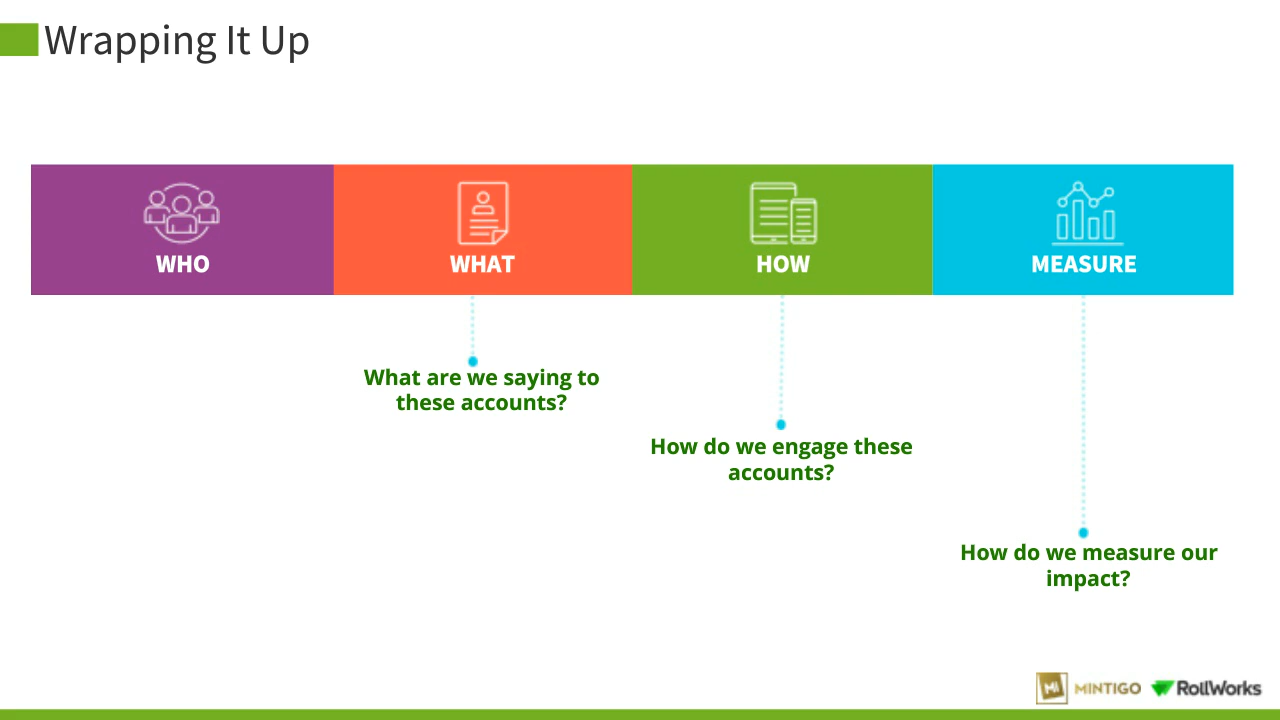 Wrapping It Up
WHO
WHAT
HOW
MEASURE
What are we saying to
these accounts?
How do we engage these
accounts?
How do we measure our
impact?
Mi MINTIGO RollWorks